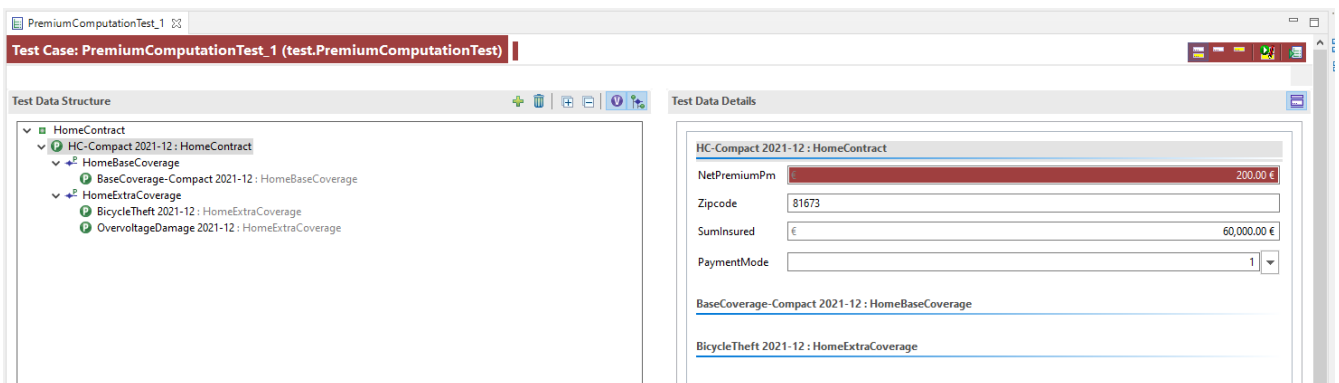 PremiumComputationTest_1
Test Case: PremiumComputationTest_1 (test.PremiumComputationTest)
Test Data Structure
HomeContract
HC-Compact 2021-12 : HomeContract
HomeBaseCoverage
BaseCoverage-Compact 2021-12 : HomeBaseCoverage
HomeExtraCoverage
BicycleTheft 2021-12 : HomeExtraCoverage
OvervoltageDamage 2021-12 : HomeExtraCoverage
Test Data Details
HC-Compact 2021-12 : HomeContract
NetPremiumPm € 200.00 €
Zipcode 81673
SumInsured € 60,000.00 €
PaymentMode 1
BaseCoverage-Compact 2021-12 : HomeBaseCoverage
BicycleTheft 2021-12 : HomeExtraCoverage